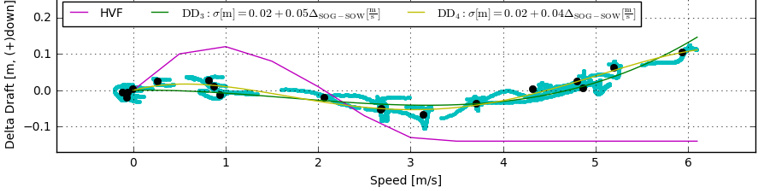 HVF DD₃ : σ[m] = 0.02 + 0.05Δ_SOG−SOW[m/s] DD₄ : σ[m] = 0.02 + 0.04Δ_SOG−SOW[m/s]
Delta Draft [m, (+)down]
0.2
0.1
0.0
−0.1
0 1 2 3 4 5 6
Speed [m/s]